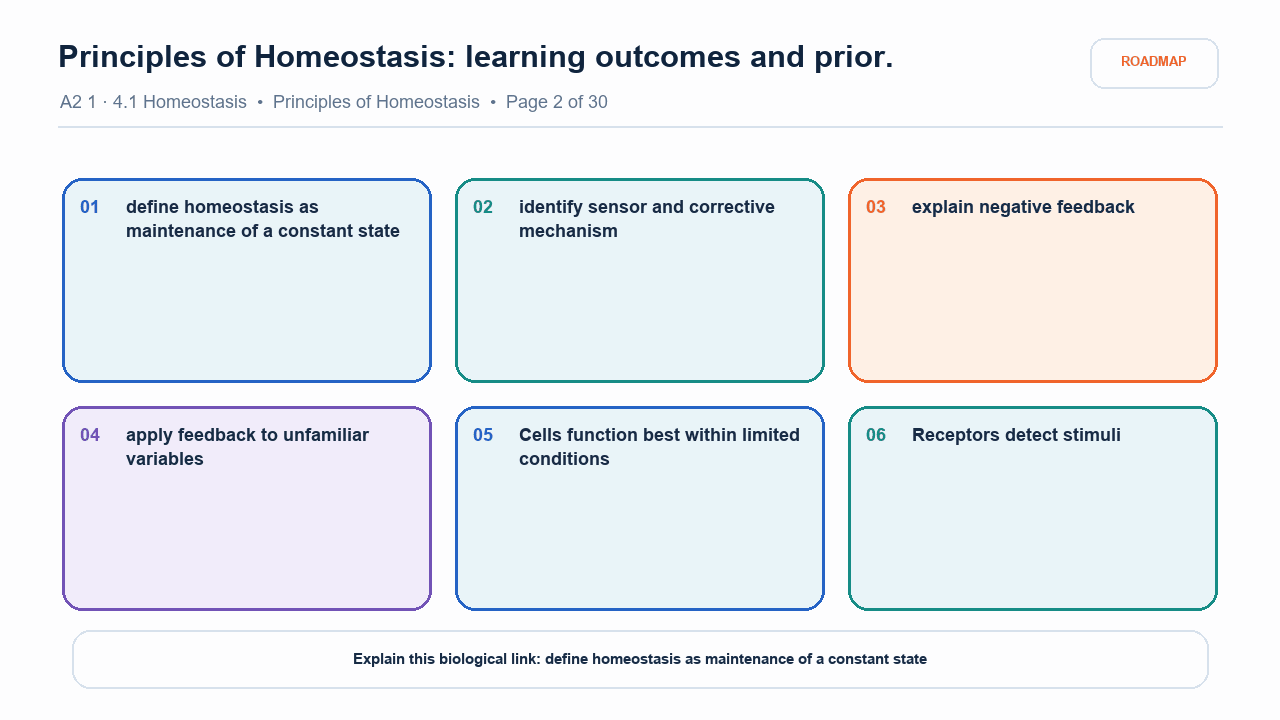 Principles of Homeostasis: learning outcomes and prior.
ROADMAP
A2 1 · 4.1 Homeostasis • Principles of Homeostasis • Page 2 of 30
01 define homeostasis as
maintenance of a constant state
02 identify sensor and corrective
mechanism
03 explain negative feedback
04 apply feedback to unfamiliar
variables
05 Cells function best within limited
conditions
06 Receptors detect stimuli
Explain this biological link: define homeostasis as maintenance of a constant state